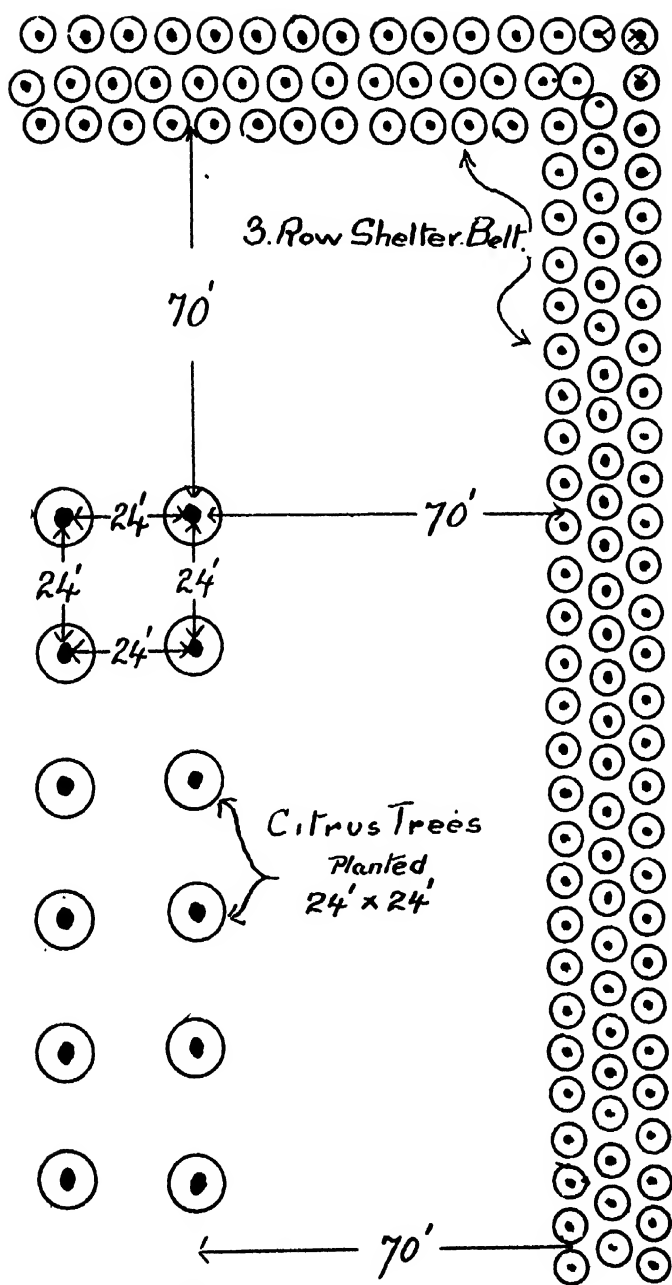 3. Row Shelter. Belt.
70'
24' 70'
24' 24'
24'
Citrus Trees
Planted
24' x 24'
70'